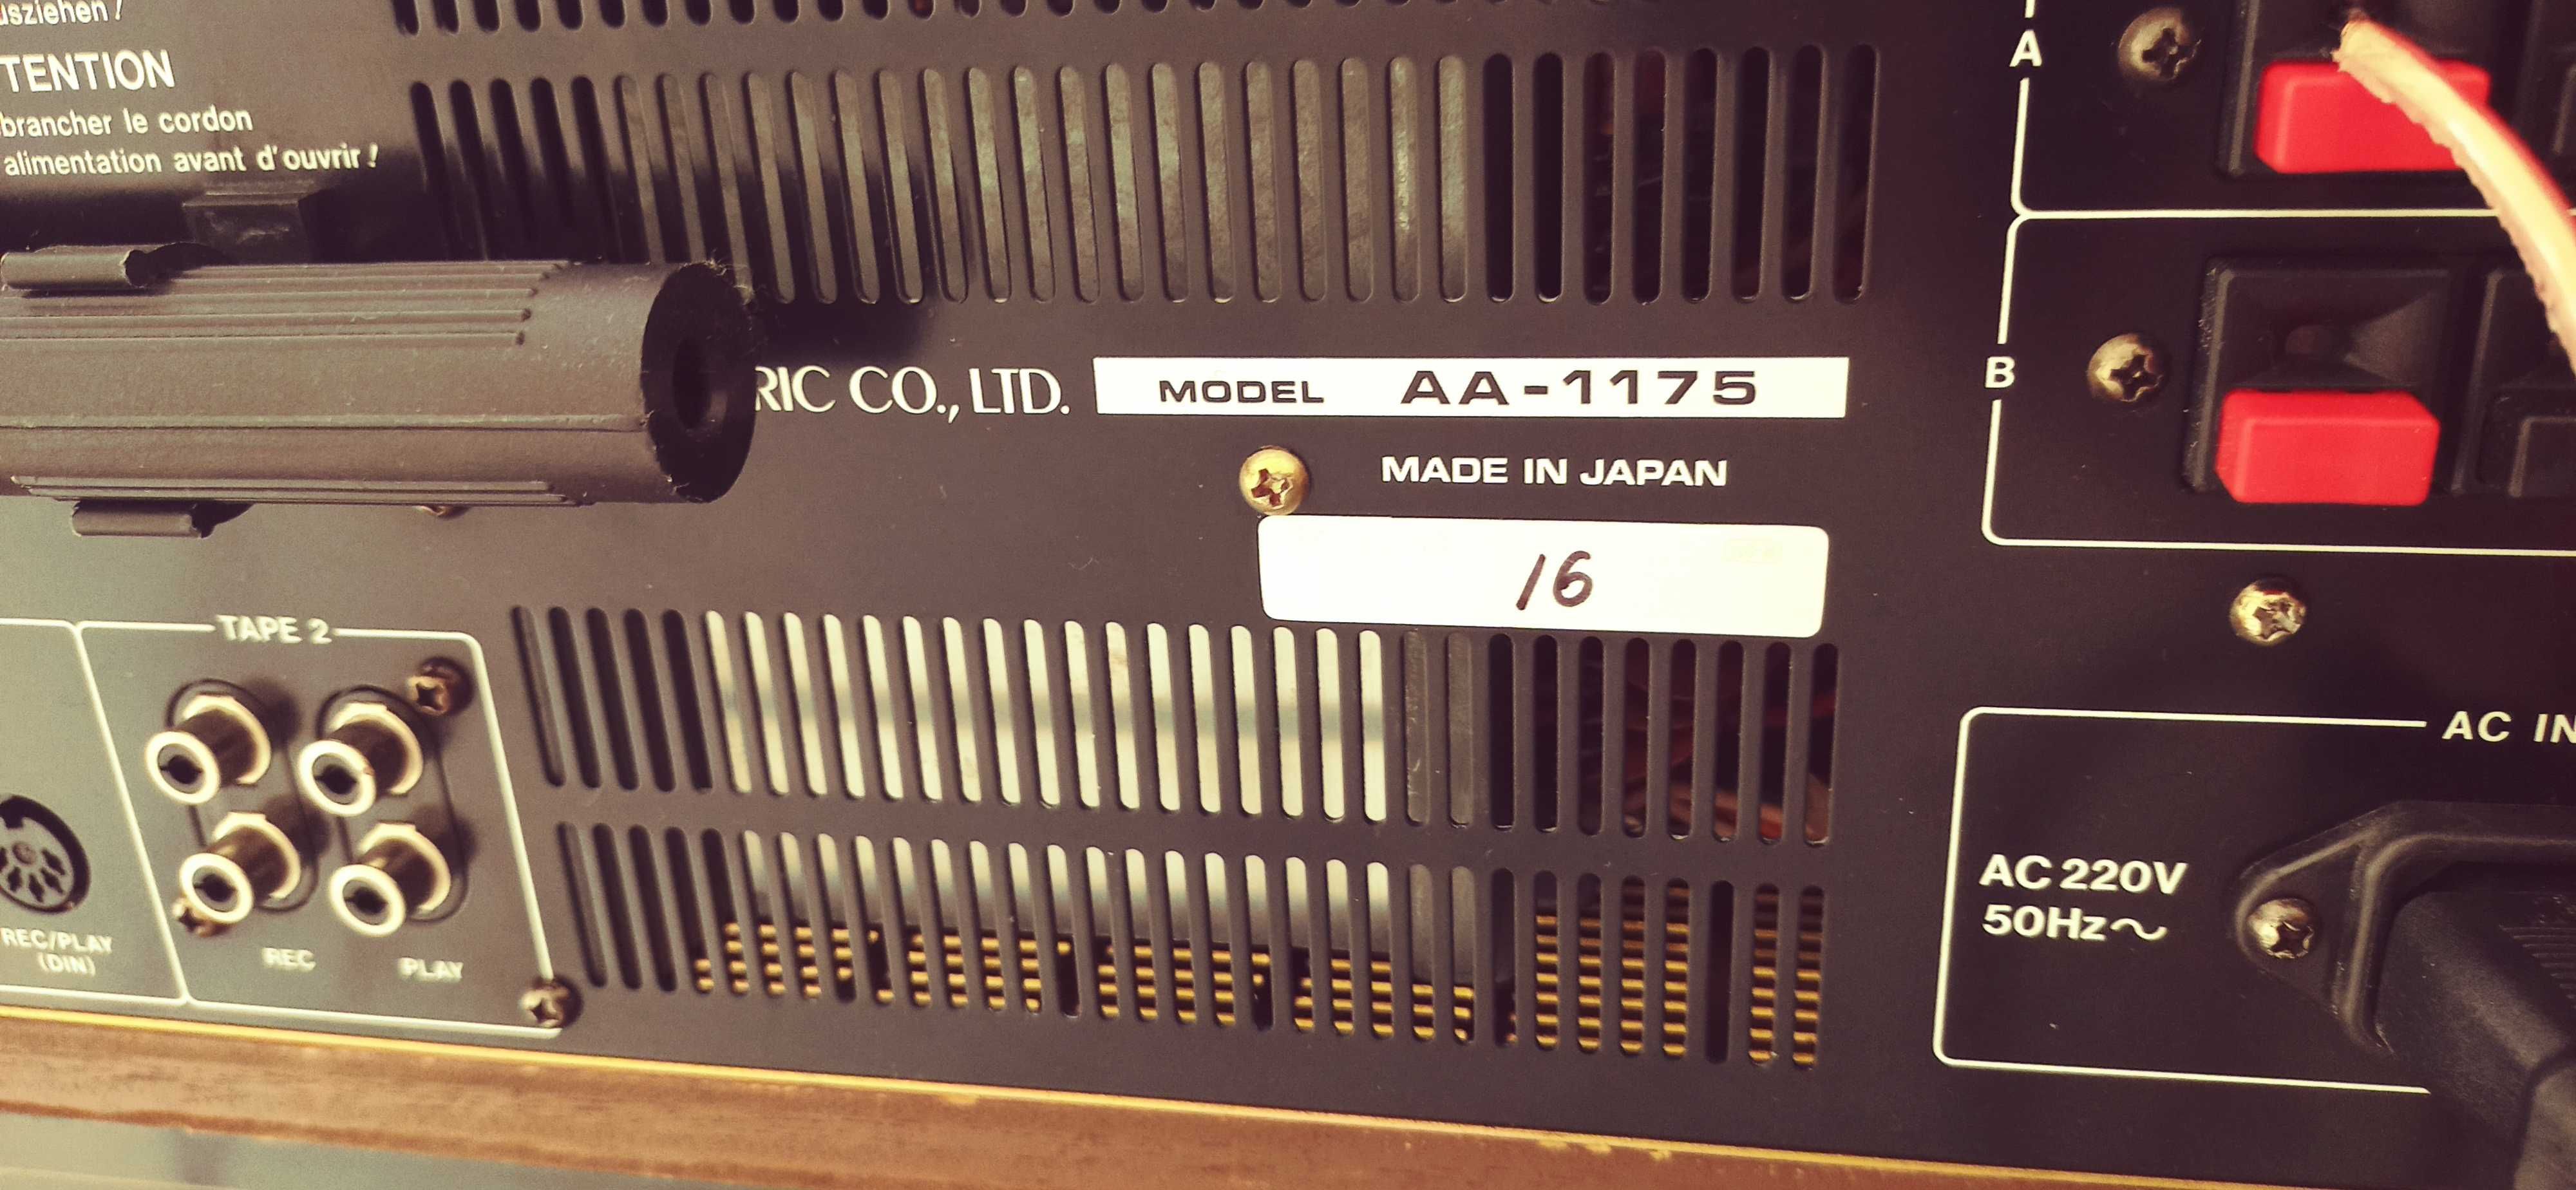 usziehen!
TENTION
brancher le cordon
alimentation avant d'ouvrir!
A
B
RIC CO., LTD.
MODEL AA-1175
MADE IN JAPAN
16
TAPE 2
REC/PLAY
(DIN)
REC
PLAY
AC IN
AC 220V
50Hz~